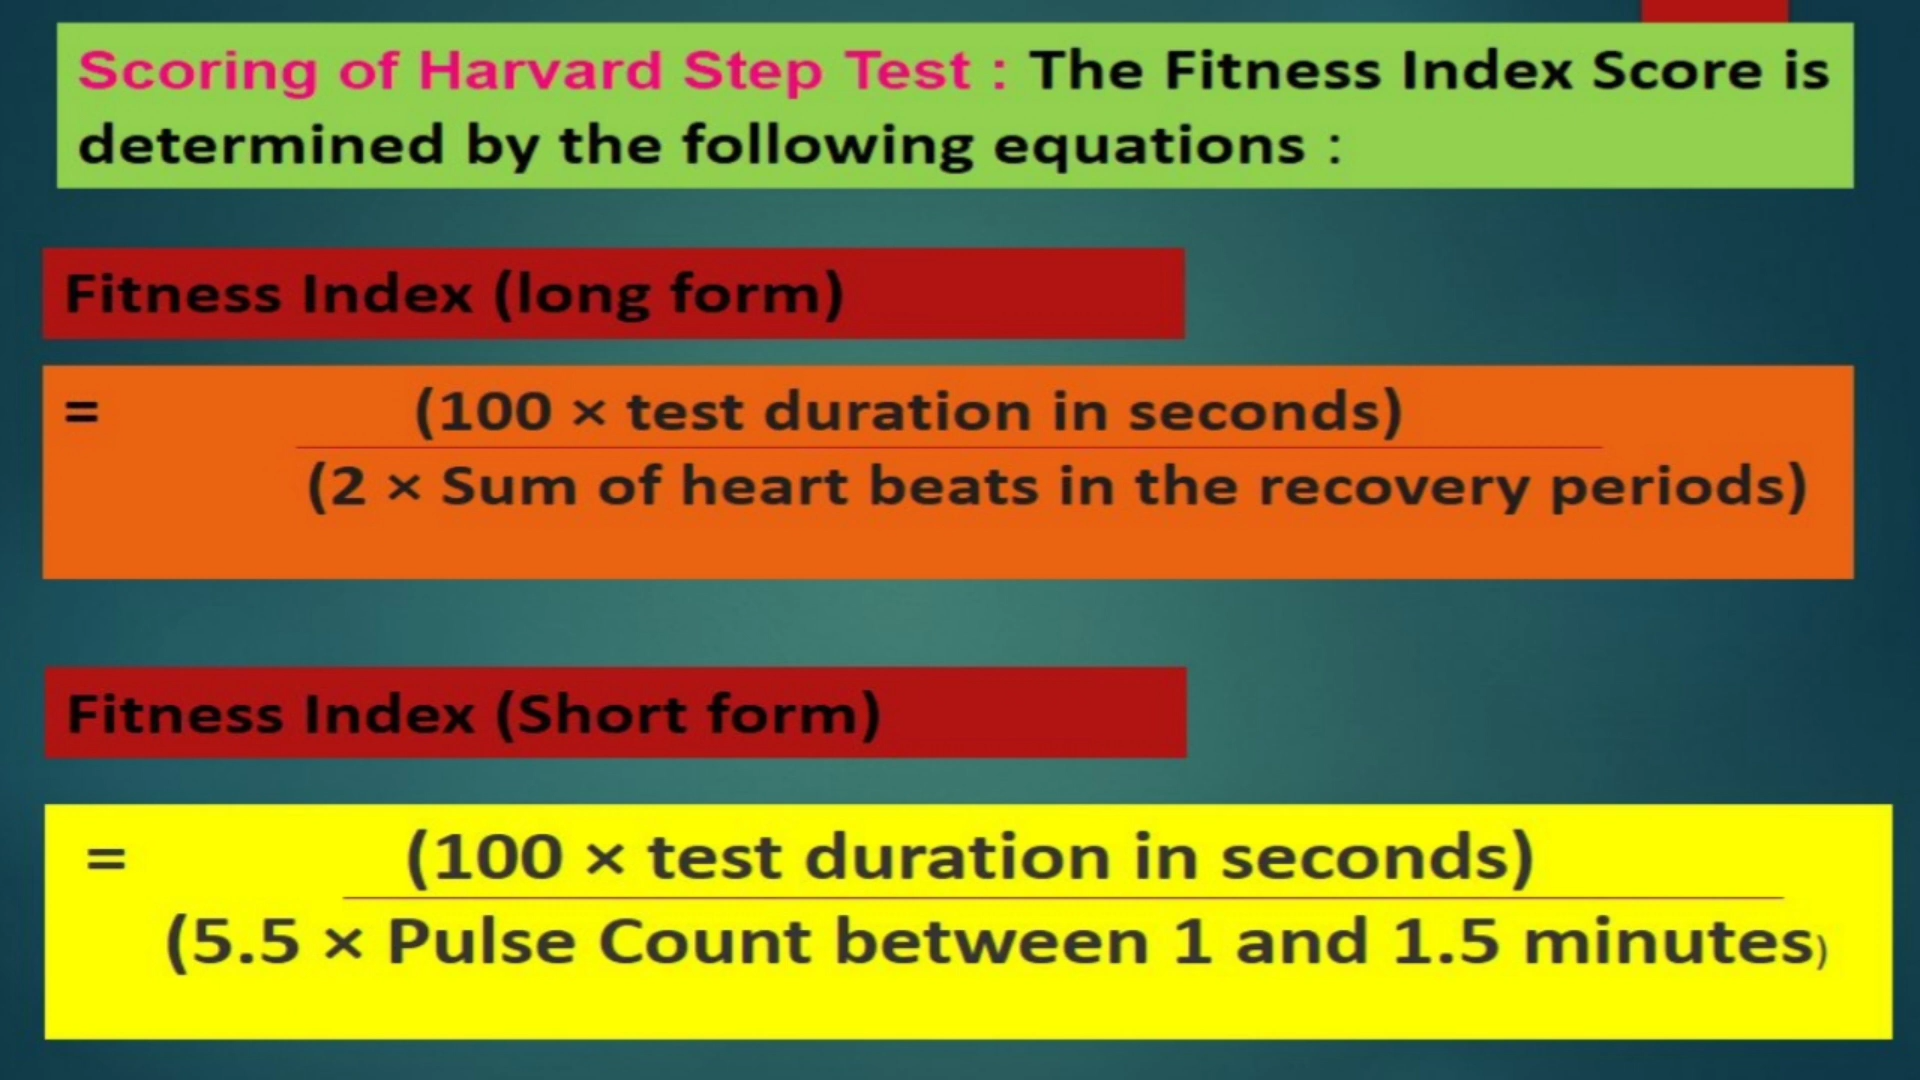 Scoring of Harvard Step Test : The Fitness Index Score is
determined by the following equations :
Fitness Index (long form)
= (100 × test duration in seconds)
(2 × Sum of heart beats in the recovery periods)
Fitness Index (Short form)
= (100 × test duration in seconds)
(5.5 × Pulse Count between 1 and 1.5 minutes)